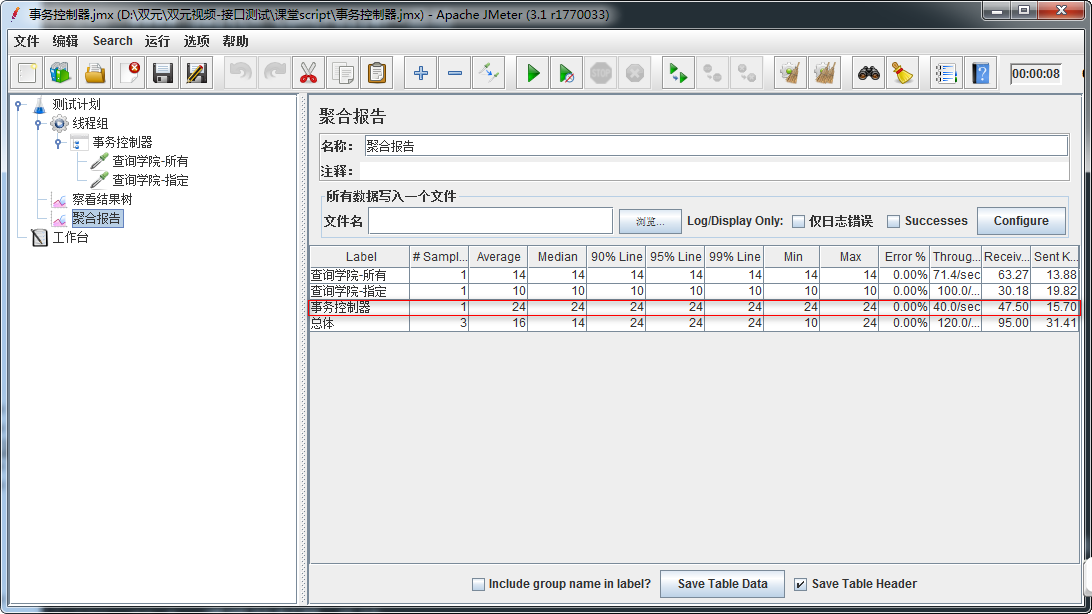 事务控制器.jmx (D:\双元\双元视频-接口测试\课堂script\事务控制器.jmx) - Apache JMeter (3.1 r1770033)
文件 编辑 Search 运行 选项 帮助
STOP 00:00:08
测试计划
线程组
事务控制器
查询学院-所有
查询学院-指定
察看结果树
聚合报告
工作台
聚合报告
名称： 聚合报告
注释：
所有数据写入一个文件
文件名 浏览... Log/Display Only: 仅日志错误 Successes Configure
Label # Sampl... Average Median 90% Line 95% Line 99% Line Min Max Error % Throug... Receiv... Sent K...
查询学院-所有 1 14 14 14 14 14 14 14 0.00% 71.4/sec 63.27 13.88
查询学院-指定 1 10 10 10 10 10 10 10 0.00% 100.0/... 30.18 19.82
事务控制器 1 24 24 24 24 24 24 24 0.00% 40.0/sec 47.50 15.70
总体 3 16 14 24 24 24 10 24 0.00% 120.0/... 95.00 31.41
Include group name in label? Save Table Data Save Table Header